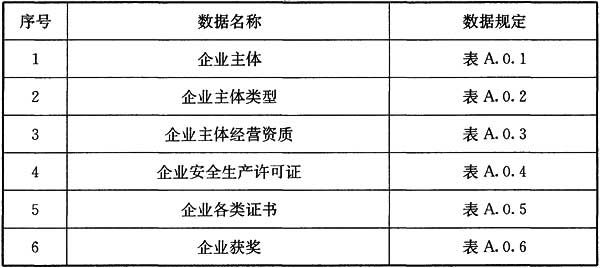 序号 数据名称 数据规定
1 企业主体 表 A.0.1
2 企业主体类型 表 A.0.2
3 企业主体经营资质 表 A.0.3
4 企业安全生产许可证 表 A.0.4
5 企业各类证书 表 A.0.5
6 企业获奖 表 A.0.6